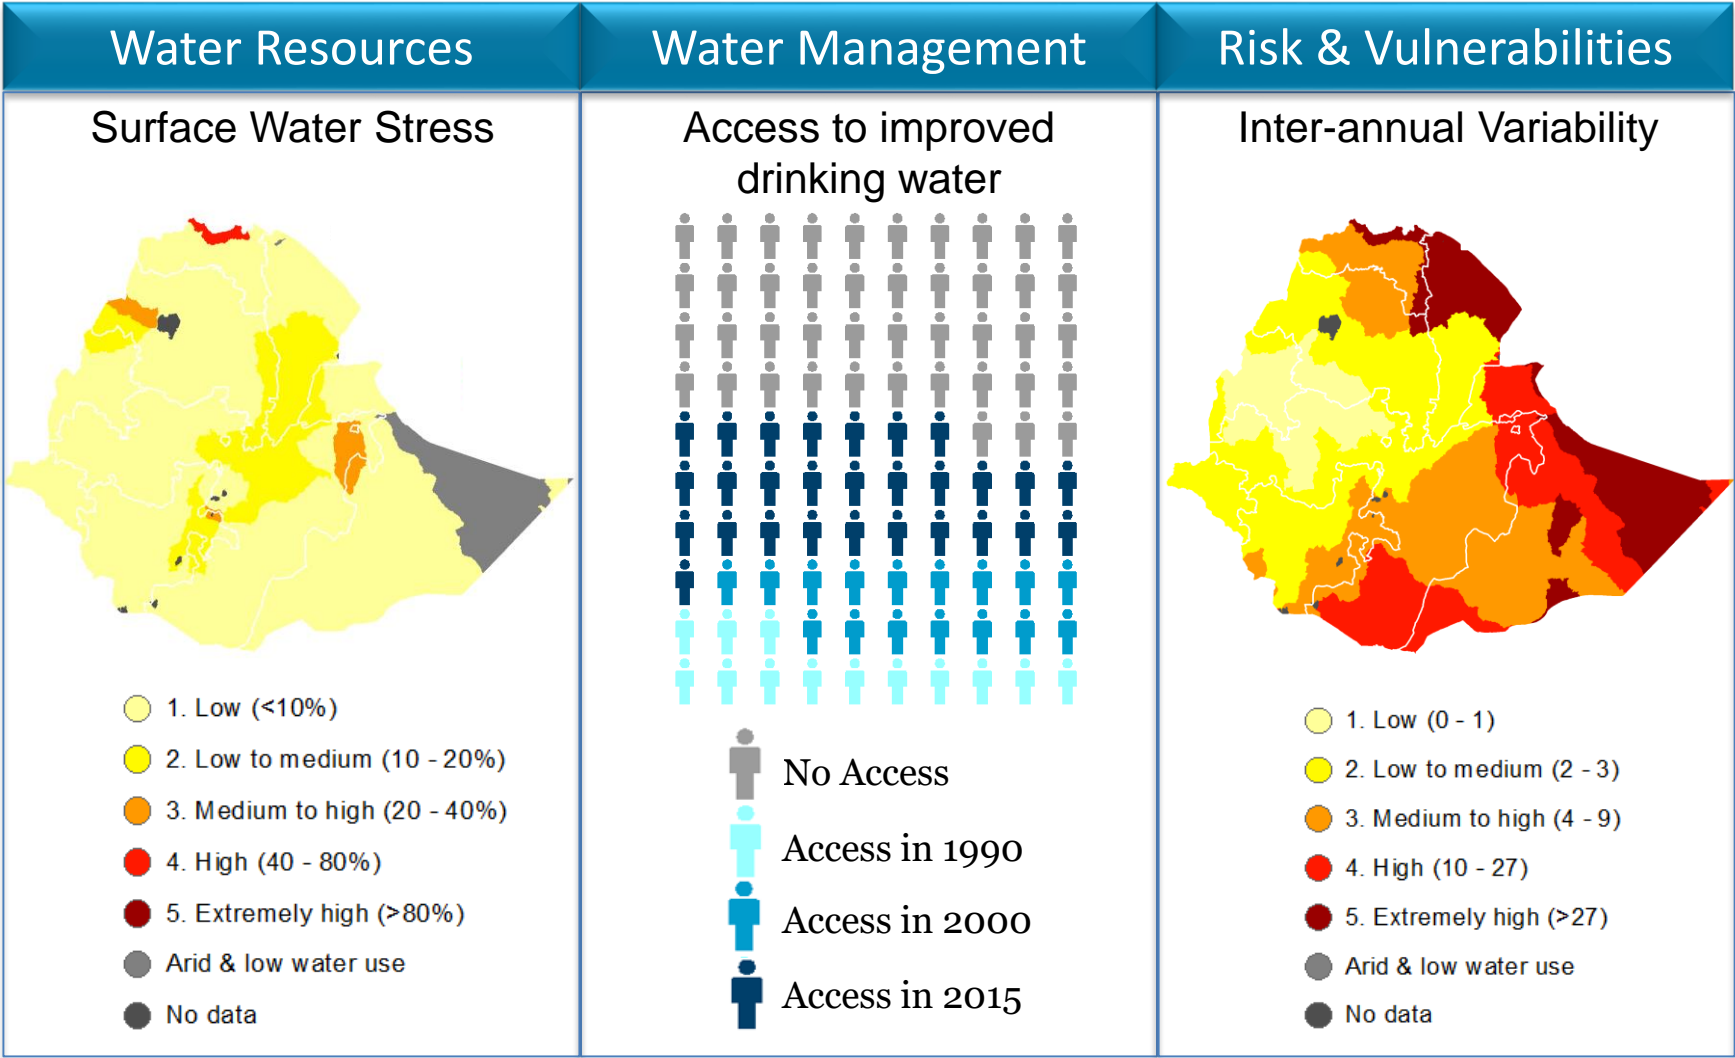 Water Resources
Water Management
Risk & Vulnerabilities
Surface Water Stress
1. Low (<10%)
2. Low to medium (10 - 20%)
3. Medium to high (20 - 40%)
4. High (40 - 80%)
5. Extremely high (>80%)
Arid & low water use
No data
Access to improved
drinking water
No Access
Access in 1990
Access in 2000
Access in 2015
Inter-annual Variability
1. Low (0 - 1)
2. Low to medium (2 - 3)
3. Medium to high (4 - 9)
4. High (10 - 27)
5. Extremely high (>27)
Arid & low water use
No data